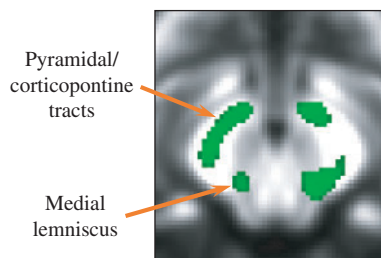 Pyramidal/
corticopontine
tracts
Medial
lemniscus